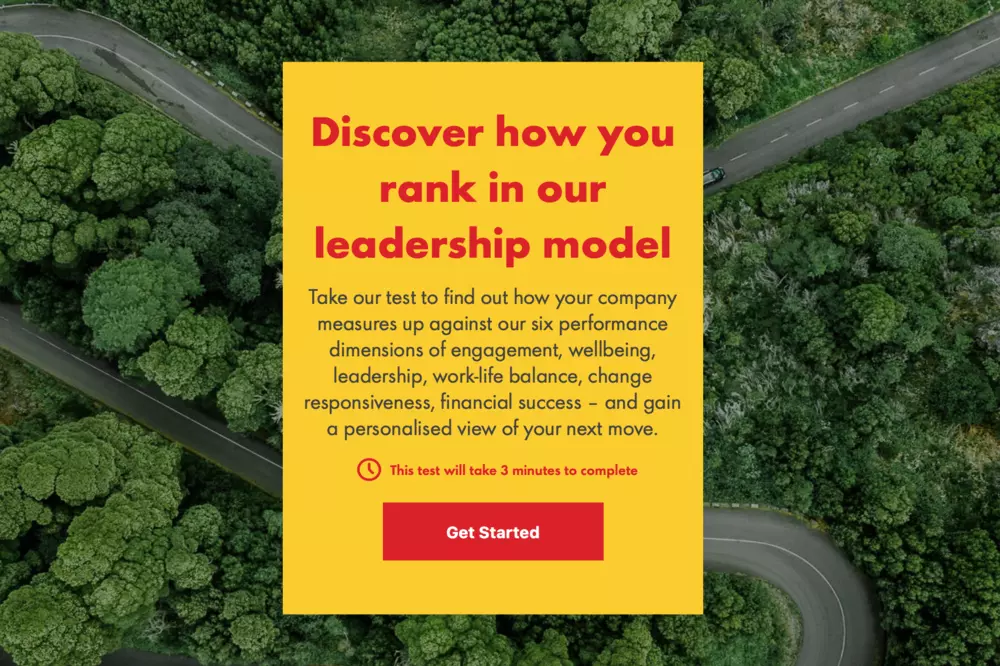 Discover how you
rank in our
leadership model
Take our test to find out how your company
measures up against our six performance
dimensions of engagement, wellbeing,
leadership, work-life balance, change
responsiveness, financial success – and gain
a personalised view of your next move.
This test will take 3 minutes to complete
Get Started